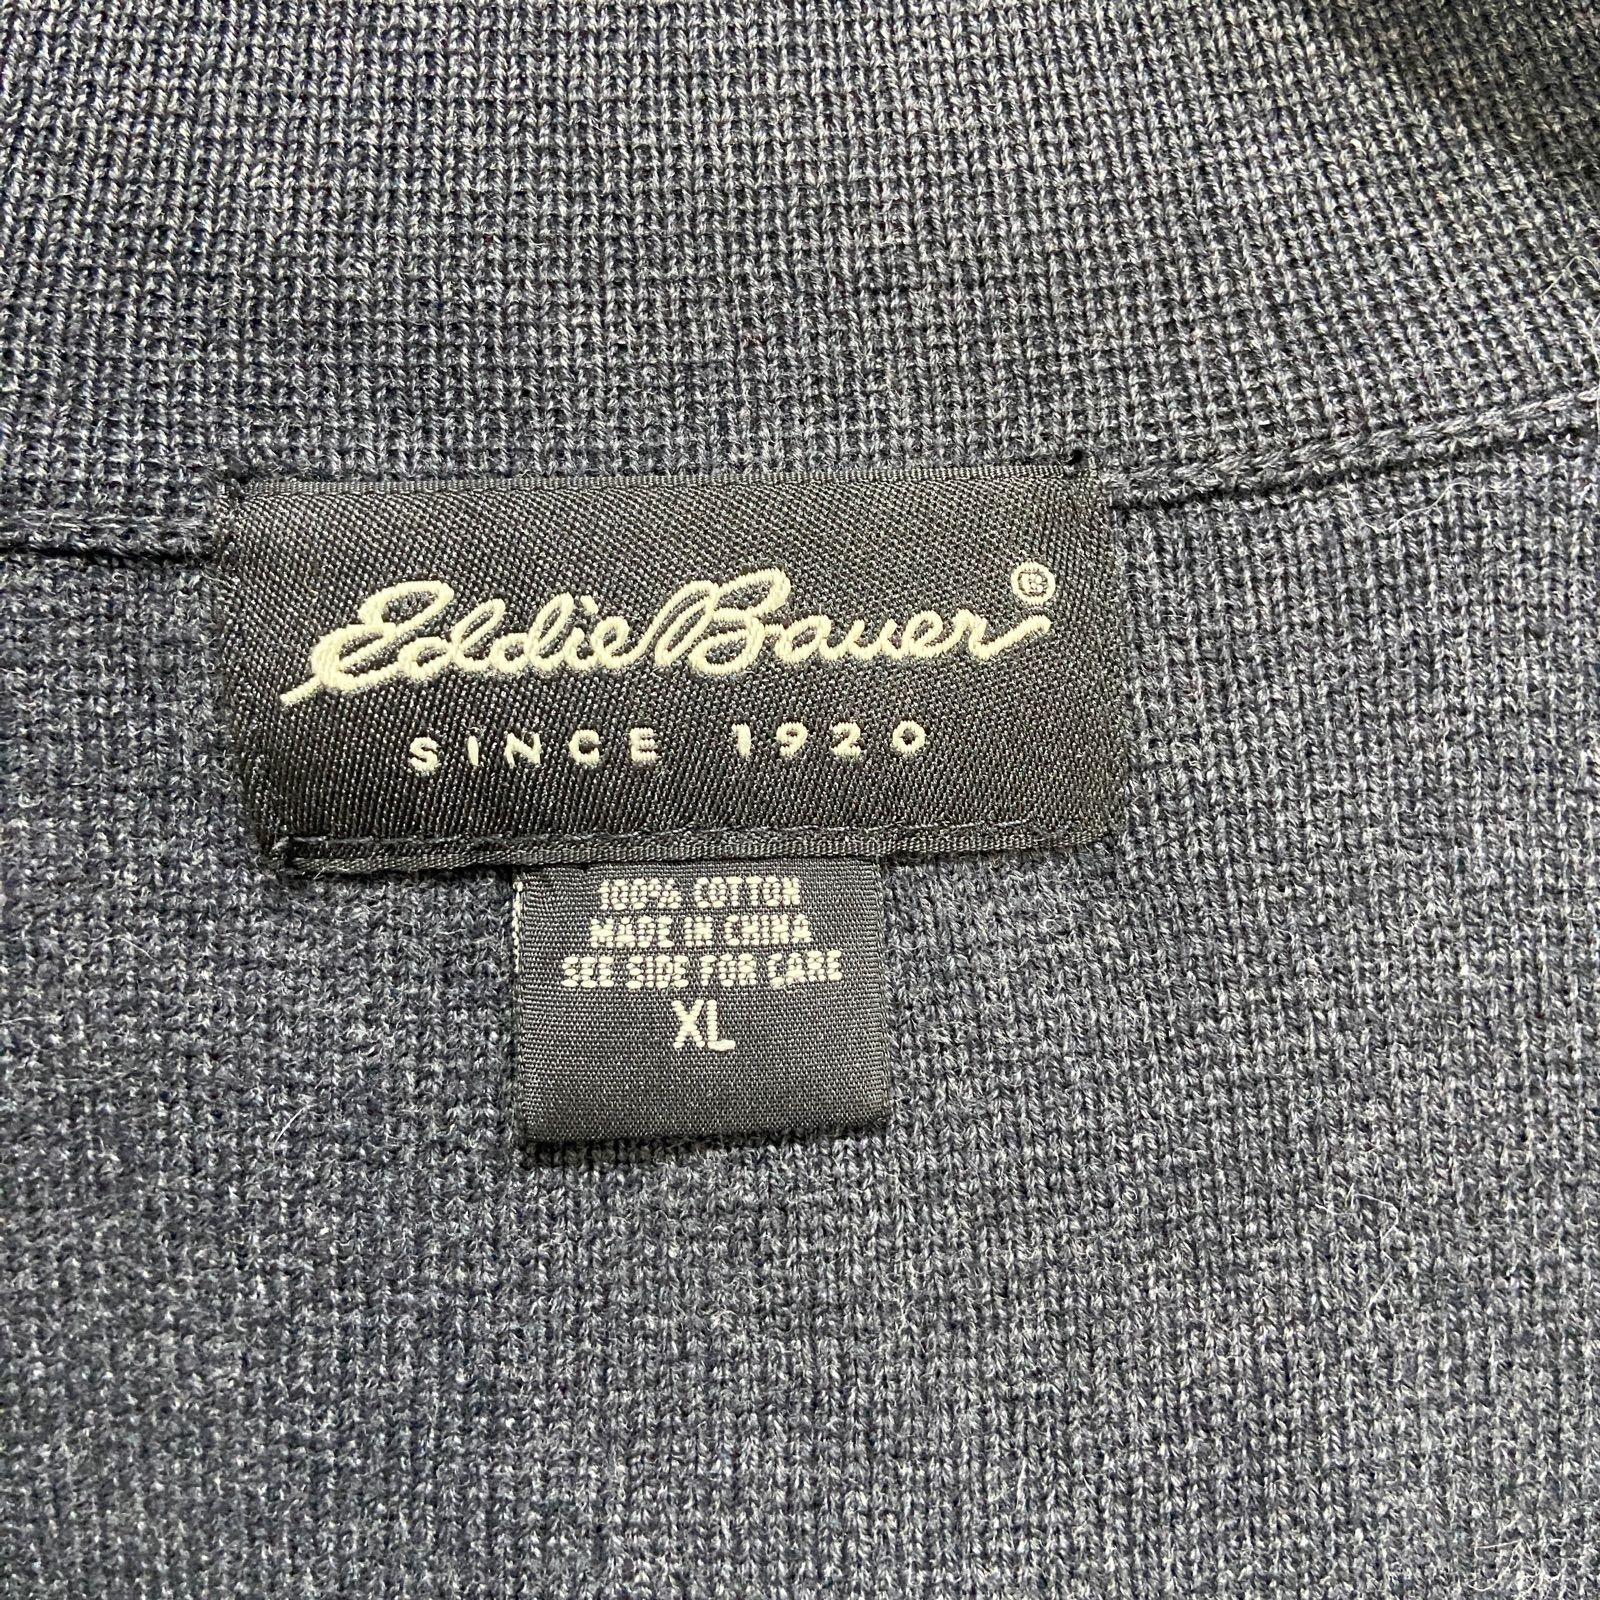 Eddie Bauer®
SINCE 1920
100% COTTON
MADE IN CHINA
SEE SIDE FOR CARE
XL